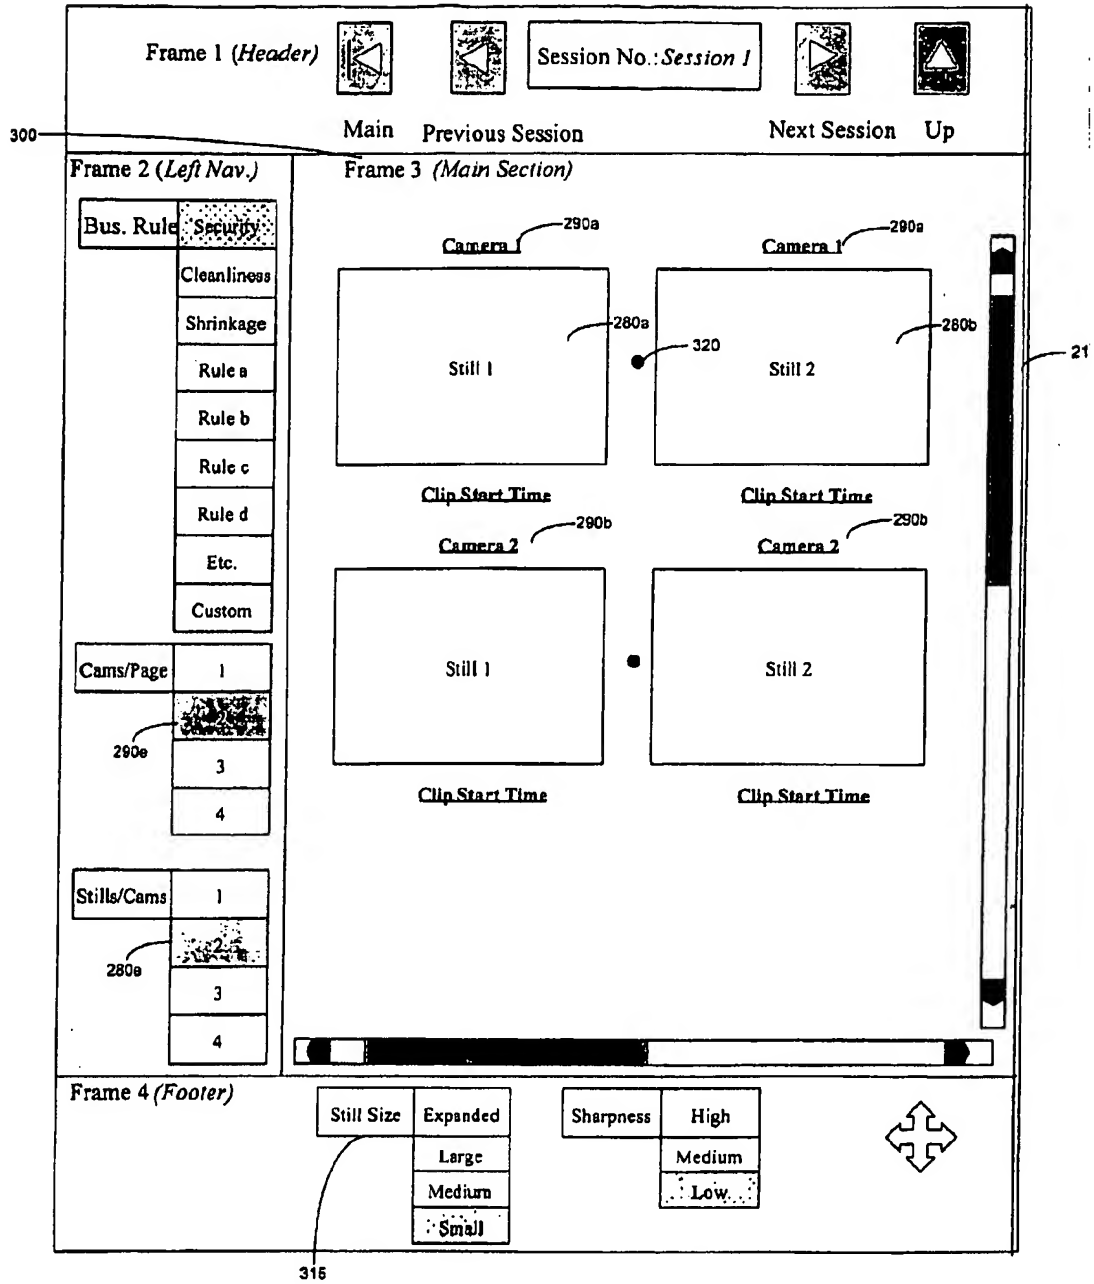 Frame 1 (Header)
Session No.: Session 1
Main
Previous Session
Next Session
Up
300
Frame 2 (Left Nav.)
Frame 3 (Main Section)
Bus. Rule
Security
Cleanliness
Shrinkage
Rule a
Rule b
Rule c
Rule d
Etc.
Custom
Cams/Page
1
2
3
4
290e
Stills/Cams
1
2
3
4
280e
Camera 1
290a
Camera 1
290a
Still 1
280a
320
Still 2
280b
21
Clip Start Time
Clip Start Time
Camera 2
290b
Camera 2
290b
Still 1
Still 2
Clip Start Time
Clip Start Time
Frame 4 (Footer)
Still Size
Expanded
Large
Medium
Small
315
Sharpness
High
Medium
Low